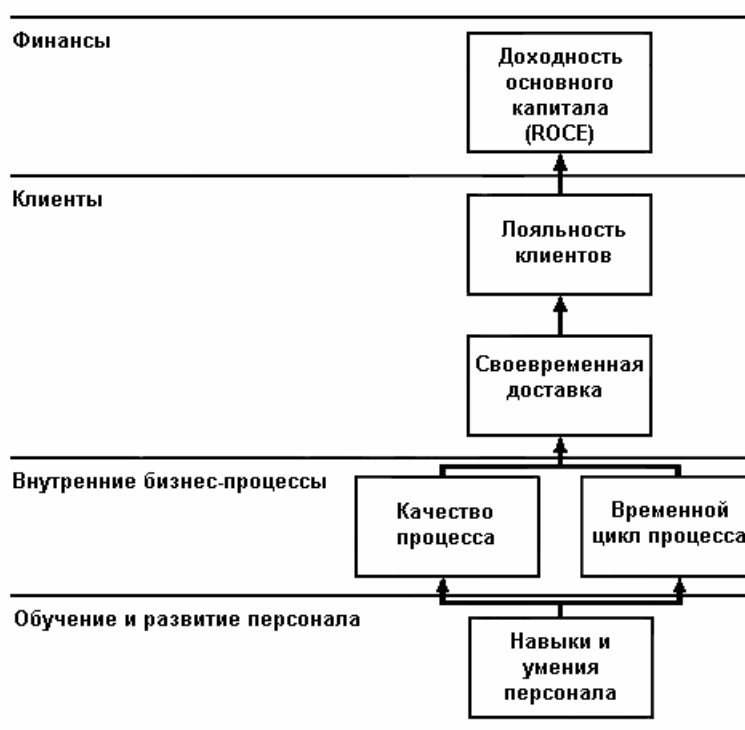 Финансы
Доходность
основного
капитала
(ROCE)
Клиенты
Лояльность
клиентов
Своевременная
доставка
Внутренние бизнес-процессы
Качество
процесса
Временной
цикл процесса
Обучение и развитие персонала
Навыки и
умения
персонала